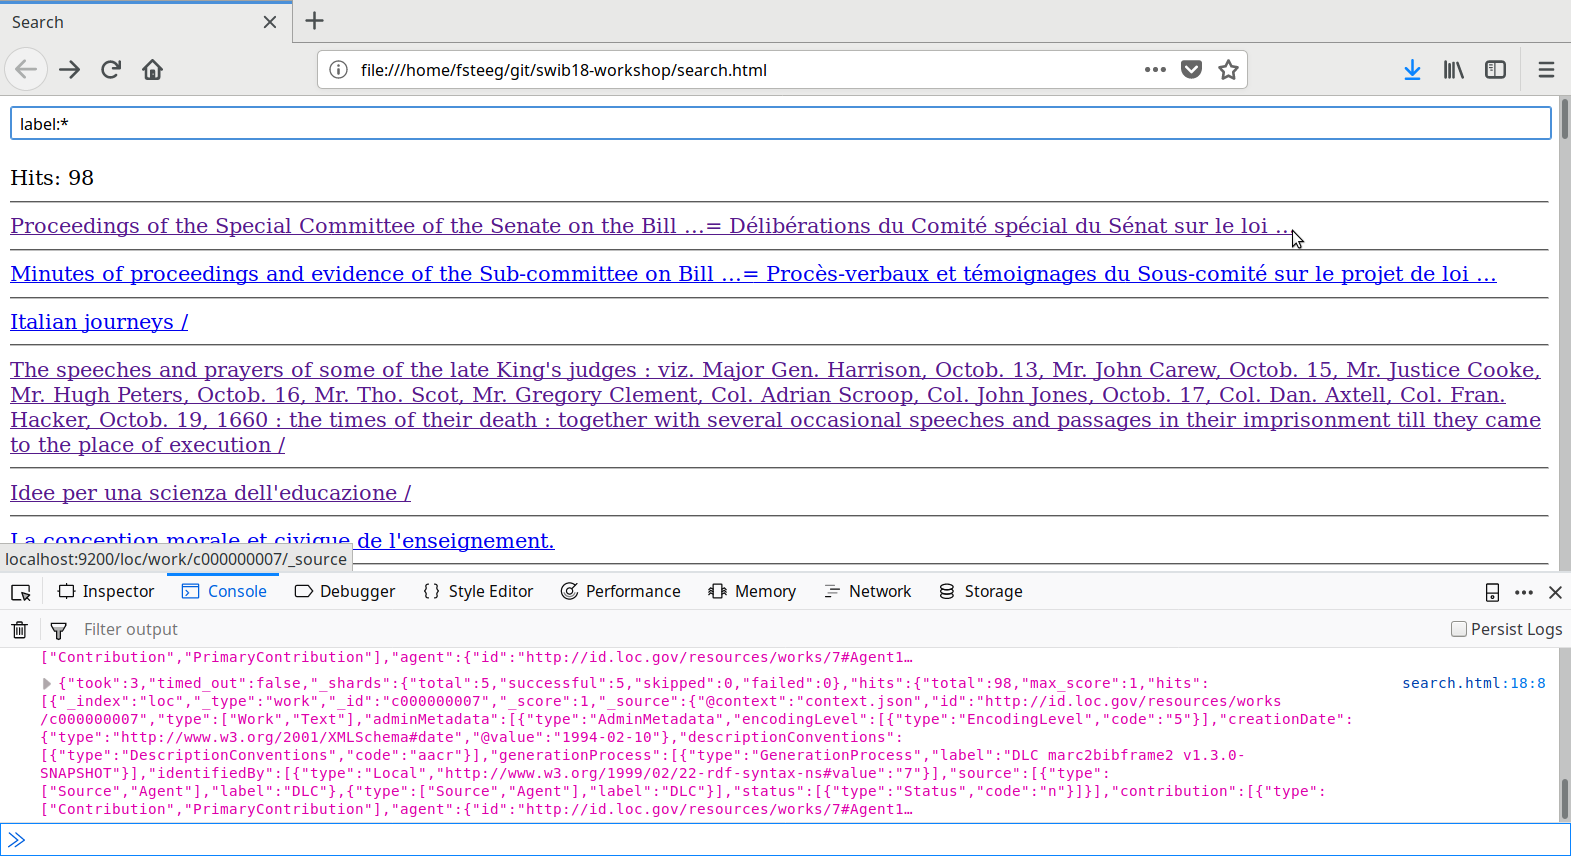 Search
file:///home/fsteeg/git/swib18-workshop/search.html
label:*
Hits: 98
Proceedings of the Special Committee of the Senate on the Bill ...= Délibérations du Comité spécial du Sénat sur le loi ...
Minutes of proceedings and evidence of the Sub-committee on Bill ...= Procès-verbaux et témoignages du Sous-comité sur le projet de loi ...
Italian journeys /
The speeches and prayers of some of the late King's judges : viz. Major Gen. Harrison, Octob. 13, Mr. John Carew, Octob. 15, Mr. Justice Cooke,
Mr. Hugh Peters, Octob. 16, Mr. Tho. Scot, Mr. Gregory Clement, Col. Adrian Scroop, Col. John Jones, Octob. 17, Col. Dan. Axtell, Col. Fran.
Hacker, Octob. 19, 1660 : the times of their death : together with several occasional speeches and passages in their imprisonment till they came
to the place of execution /
Idee per una scienza dell'educazione /
La conception morale et civique de l'enseignement.
localhost:9200/loc/work/c000000007/_source
Inspector Console Debugger Style Editor Performance Memory Network Storage
Filter output Persist Logs
["Contribution","PrimaryContribution"],"agent":{"id":"http://id.loc.gov/resources/works/7#Agent1…
{"took":3,"timed_out":false,"_shards":{"total":5,"successful":5,"skipped":0,"failed":0},"hits":{"total":98,"max_score":1,"hits": search.html:18:8
[{"_index":"loc","_type":"work","_id":"c000000007","_score":1,"_source":{"@context":"context.json","id":"http://id.loc.gov/resources/works
/c000000007","type":["Work","Text"],"adminMetadata":[{"type":"AdminMetadata","encodingLevel":[{"type":"EncodingLevel","code":"5"}],"creationDate":
{"type":"http://www.w3.org/2001/XMLSchema#date","@value":"1994-02-10"},"descriptionConventions":
[{"type":"DescriptionConventions","code":"aacr"}],"generationProcess":[{"type":"GenerationProcess","label":"DLC marc2bibframe2 v1.3.0-
SNAPSHOT"}],"identifiedBy":[{"type":"Local","http://www.w3.org/1999/02/22-rdf-syntax-ns#value":"7"}],"source":[{"type":
["Source","Agent"],"label":"DLC"},{"type":["Source","Agent"],"label":"DLC"}],"status":[{"type":"Status","code":"n"}]}],"contribution":[{"type":
["Contribution","PrimaryContribution"],"agent":{"id":"http://id.loc.gov/resources/works/7#Agent1…